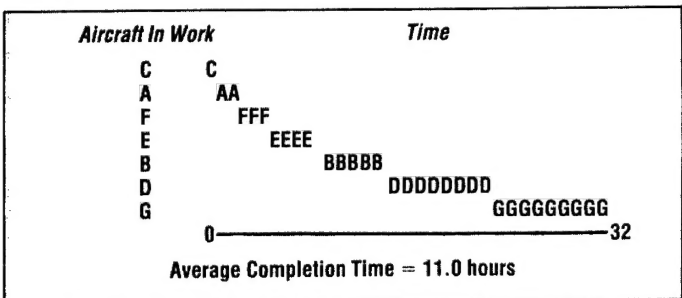 Aircraft In Work Time
C C
A AA
F FFF
E EEEE
B BBBBB
D DDDDDDDD
G GGGGGGGGG
0 32
Average Completion Time = 11.0 hours